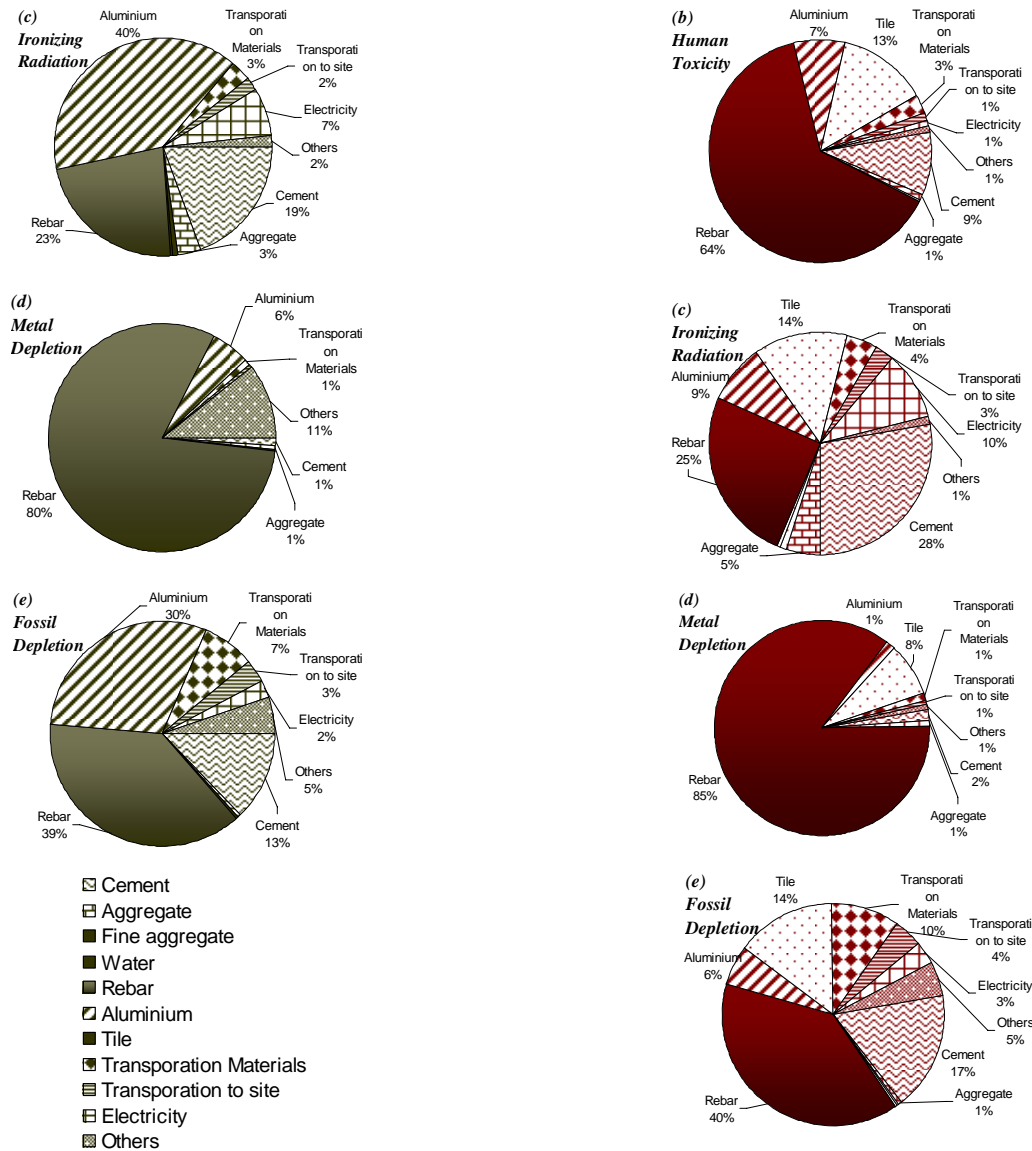 (c)
Ironizing
Radiation
Aluminium
40%
Transporati
on
Materials
3%
Transporati
on to site
2%
Electricity
7%
Others
2%
Cement
19%
Aggregate
3%
Rebar
23%
(d)
Metal
Depletion
Aluminium
6%
Transporati
on
Materials
1%
Others
11%
Cement
1%
Aggregate
1%
Rebar
80%
(e)
Fossil
Depletion
Aluminium
30%
Transporati
on
Materials
7%
Transporati
on to site
3%
Electricity
2%
Others
5%
Cement
13%
Rebar
39%
Cement
Aggregate
Fine aggregate
Water
Rebar
Aluminium
Tile
Transporation Materials
Transporation to site
Electricity
Others
(b)
Human
Toxicity
Aluminium
7%
Tile
13%
Transporati
on
Materials
3%
Transporati
on to site
1%
Electricity
1%
Others
1%
Cement
9%
Aggregate
1%
Rebar
64%
(c)
Ironizing
Radiation
Tile
14%
Transporati
on
Materials
4%
Transporati
on to site
3%
Electricity
10%
Others
1%
Cement
28%
Aggregate
5%
Rebar
25%
Aluminium
9%
(d)
Metal
Depletion
Aluminium
1%
Tile
8%
Transporati
on
Materials
1%
Transporati
on to site
1%
Others
1%
Cement
2%
Aggregate
1%
Rebar
85%
(e)
Fossil
Depletion
Tile
14%
Transporati
on
Materials
10%
Transporati
on to site
4%
Electricity
3%
Others
5%
Cement
17%
Aggregate
1%
Rebar
40%
Aluminium
6%